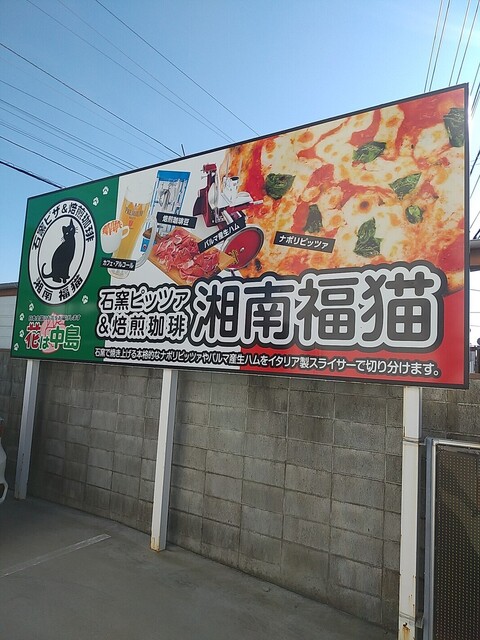 石窯ピザ&焙煎珈琲
湘南 福猫
カフェ・アルコール
焙煎珈琲豆
パルマ産生ハム
ナポリピッツァ
石窯ピッツァ
&焙煎珈琲
湘南福猫
花は中島
石窯で焼き上げる本格的なナポリピッツァやパルマ産生ハムをイタリア製スライサーで切り分けます。